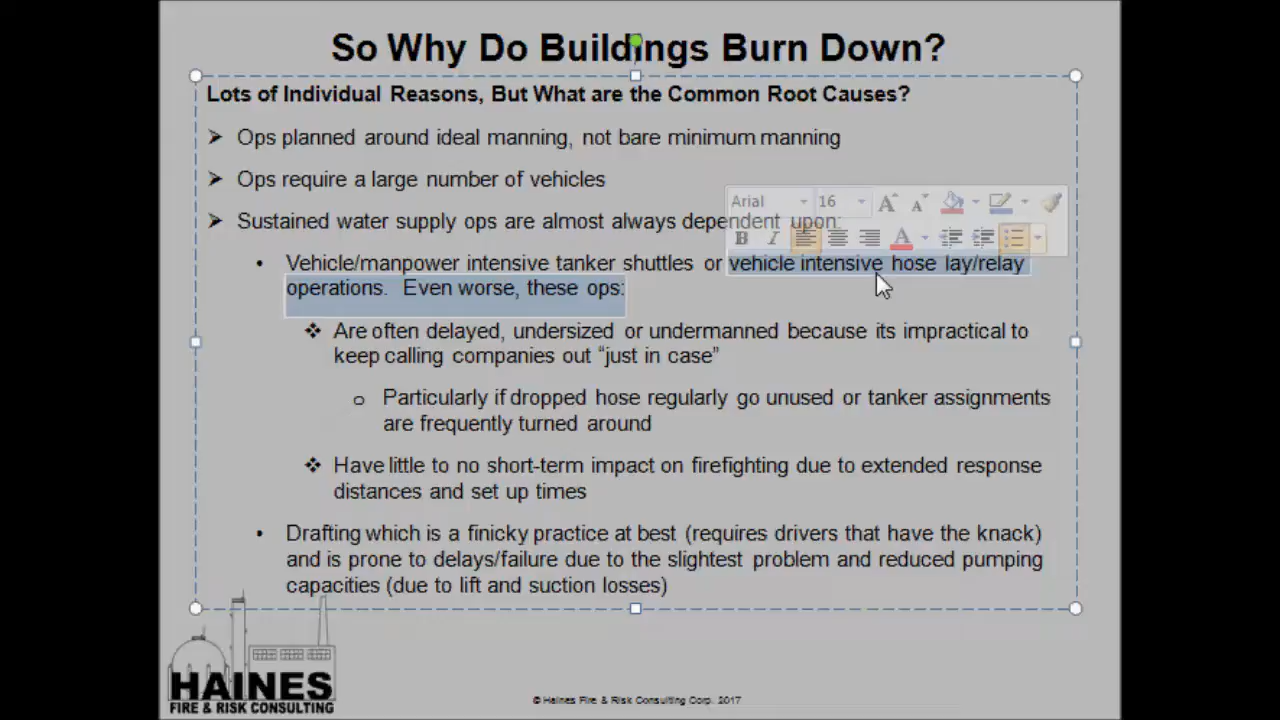 So Why Do Buildings Burn Down?
Lots of Individual Reasons, But What are the Common Root Causes?
➢ Ops planned around ideal manning, not bare minimum manning
➢ Ops require a large number of vehicles
Arial 16
➢ Sustained water supply ops are almost always dependent upon:
B I A
• Vehicle/manpower intensive tanker shuttles or vehicle intensive hose lay/relay
operations. Even worse, these ops:
❖ Are often delayed, undersized or undermanned because its impractical to
keep calling companies out “just in case”
o Particularly if dropped hose regularly go unused or tanker assignments
are frequently turned around
❖ Have little to no short-term impact on firefighting due to extended response
distances and set up times
• Drafting which is a finicky practice at best (requires drivers that have the knack)
and is prone to delays/failure due to the slightest problem and reduced pumping
capacities (due to lift and suction losses)
HAINES
FIRE & RISK CONSULTING
© Haines Fire & Risk Consulting Corp. 2017